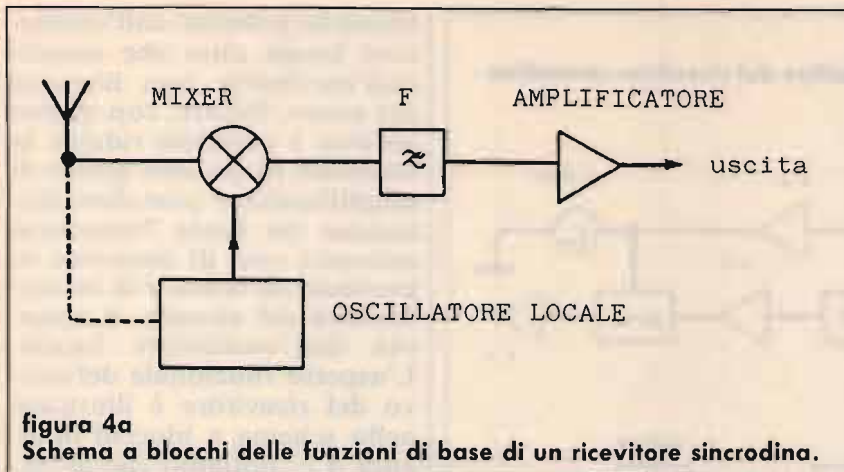 MIXER
F
AMPLIFICATORE
uscita
OSCILLATORE LOCALE
figura 4a
Schema a blocchi delle funzioni di base di un ricevitore sincrodina.